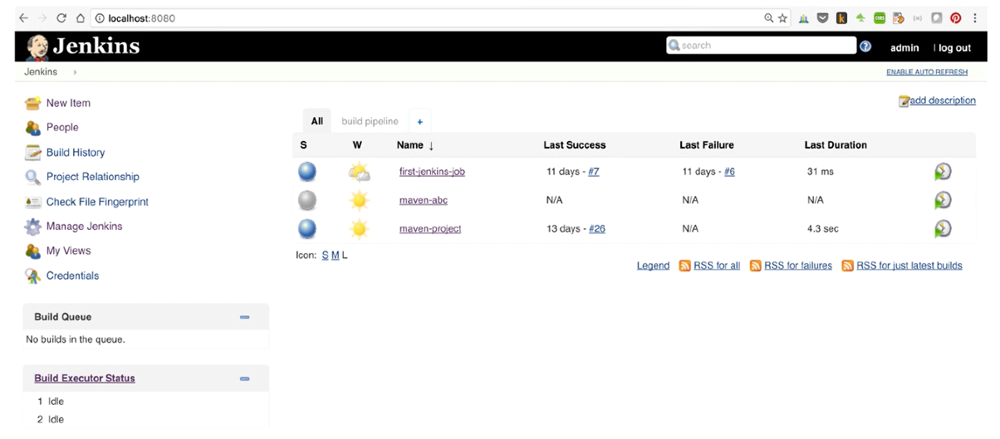 localhost:8080
Jenkins
search
admin | log out
Jenkins
ENABLE AUTO REFRESH
New Item
People
Build History
Project Relationship
Check File Fingerprint
Manage Jenkins
My Views
Credentials
Build Queue
No builds in the queue.
Build Executor Status
1 Idle
2 Idle
add description
All build pipeline +
S W Name ↓ Last Success Last Failure Last Duration
first-jenkins-job 11 days - #7 11 days - #6 31 ms
maven-abc N/A N/A N/A
maven-project 13 days - #26 N/A 4.3 sec
Icon: S M L
Legend RSS for all RSS for failures RSS for just latest builds